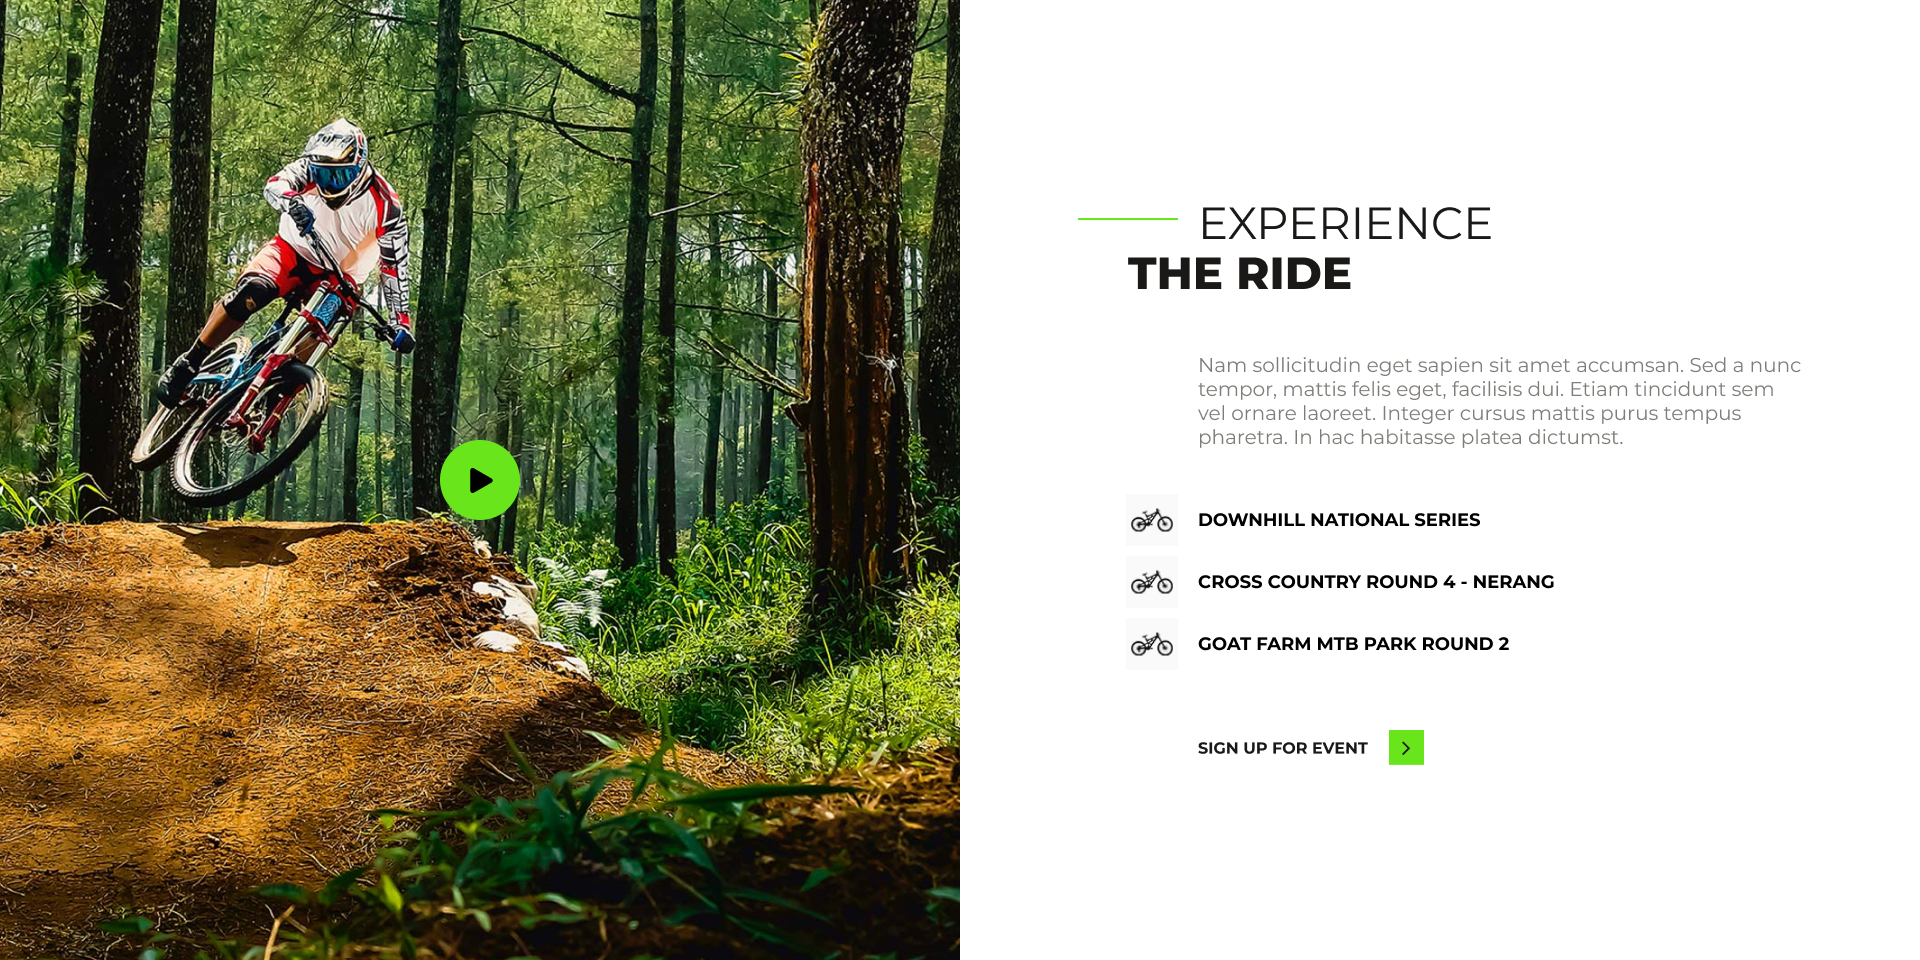 EXPERIENCE
THE RIDE
Nam sollicitudin eget sapien sit amet accumsan. Sed a nunc
tempor, mattis felis eget, facilisis dui. Etiam tincidunt sem
vel ornare laoreet. Integer cursus mattis purus tempus
pharetra. In hac habitasse platea dictumst.
DOWNHILL NATIONAL SERIES
CROSS COUNTRY ROUND 4 - NERANG
GOAT FARM MTB PARK ROUND 2
SIGN UP FOR EVENT